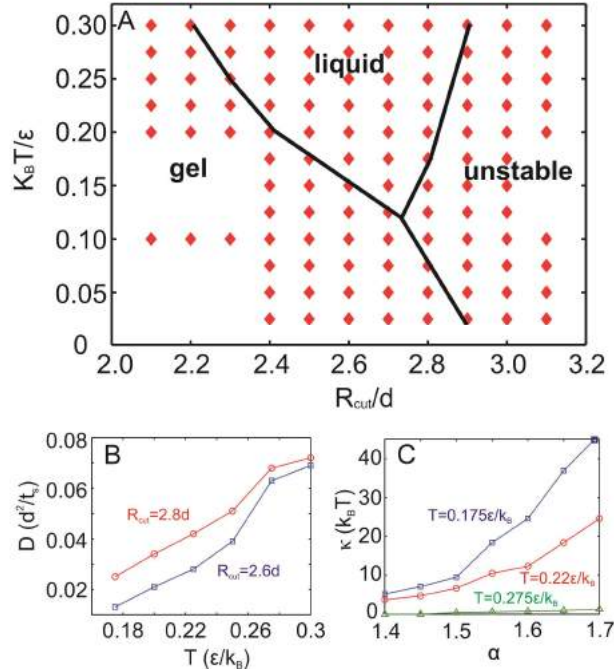 A
0.30
0.25
0.20
0.15
0.10
0.05
0
K_B T/ε
liquid
gel
unstable
2.0 2.2 2.4 2.6 2.8 3.0 3.2
R_cut/d
B
0.08
0.06
0.04
0.02
D (d²/t_s)
R_cut=2.8d
R_cut=2.6d
0.18 0.22 0.26 0.3
T (ε/k_B)
C
40
30
20
10
0
κ (k_BT)
T=0.175ε/k_B
T=0.22ε/k_B
T=0.275ε/k_B
1.4 1.5 1.6 1.7
α